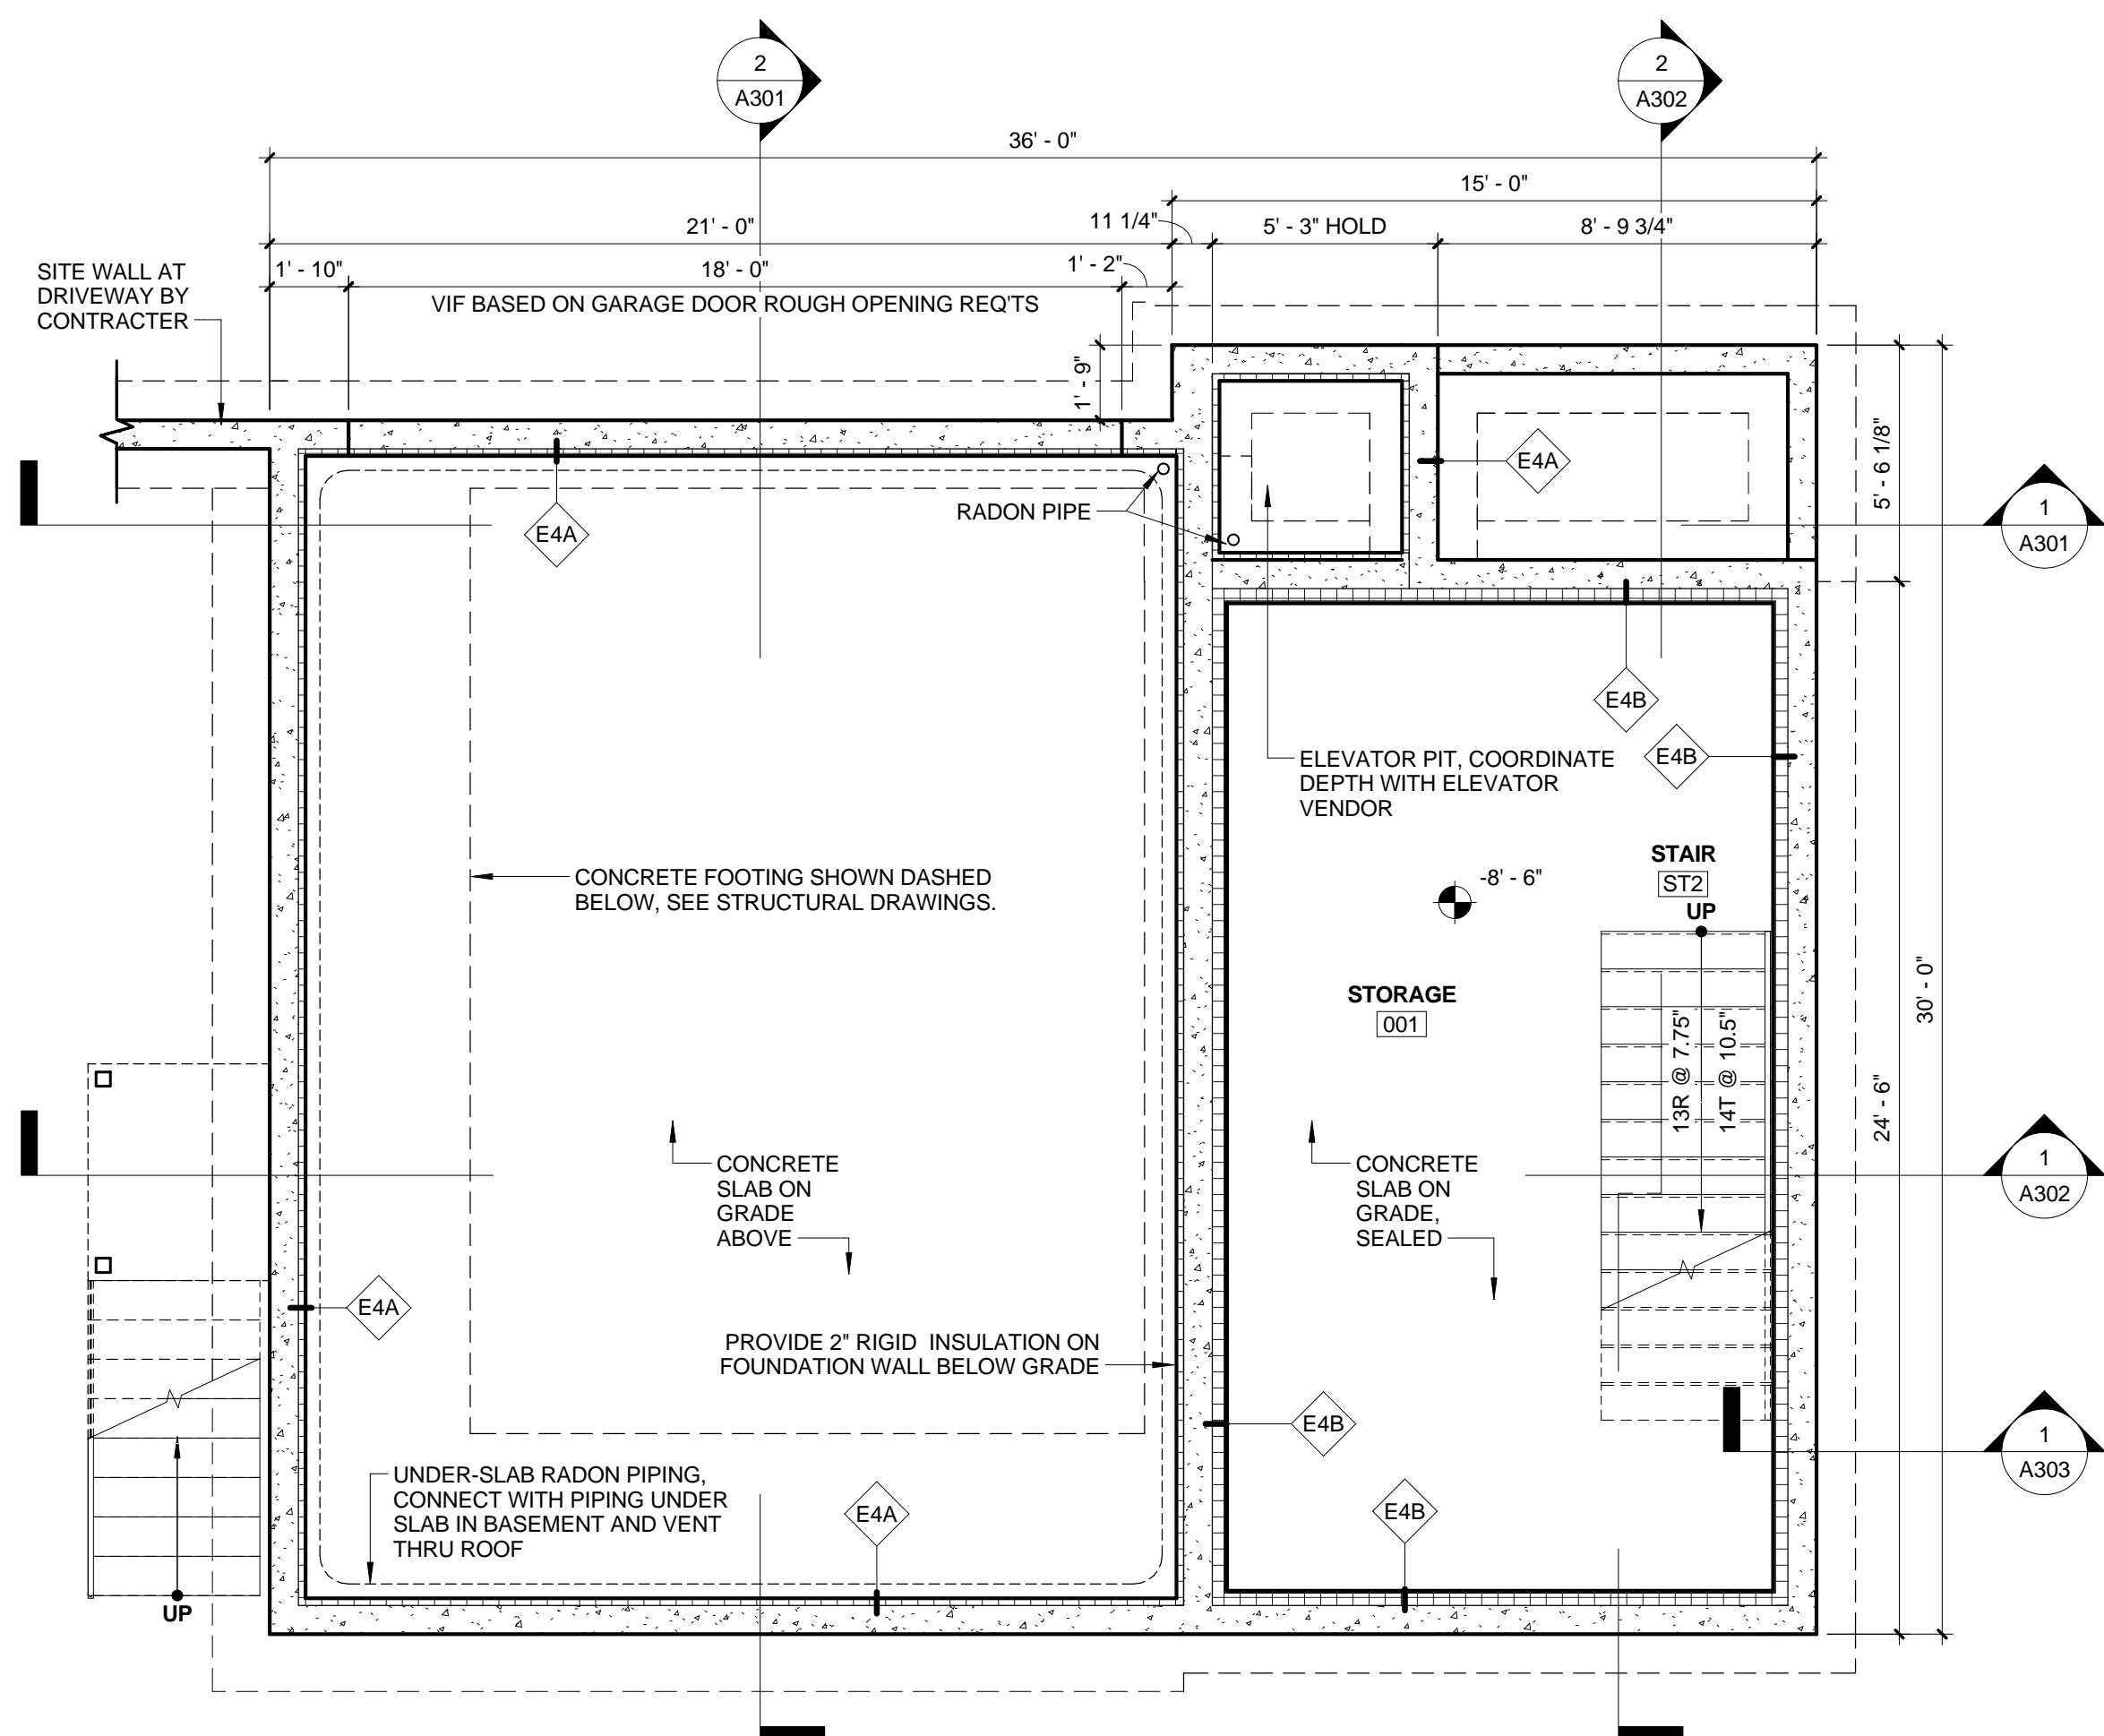 2
A301
2
A302
36' - 0"
15' - 0"
21' - 0"
11 1/4"
5' - 3" HOLD
8' - 9 3/4"
1' - 10"
18' - 0"
1' - 2"
VIF BASED ON GARAGE DOOR ROUGH OPENING REQ'TS
SITE WALL AT
DRIVEWAY BY
CONTRACTER
1' - 9"
5' - 6 1/8"
E4A
RADON PIPE
E4A
1
A301
E4B
E4B
ELEVATOR PIT, COORDINATE
DEPTH WITH ELEVATOR
VENDOR
STAIR
ST2
UP
-8' - 6"
CONCRETE FOOTING SHOWN DASHED
BELOW, SEE STRUCTURAL DRAWINGS.
STORAGE
001
30' - 0"
13R @ 7.75"
14T @ 10.5"
24' - 6"
CONCRETE
SLAB ON
GRADE
ABOVE
CONCRETE
SLAB ON
GRADE,
SEALED
1
A302
E4A
PROVIDE 2" RIGID INSULATION ON
FOUNDATION WALL BELOW GRADE
E4B
1
A303
UNDER-SLAB RADON PIPING,
CONNECT WITH PIPING UNDER
SLAB IN BASEMENT AND VENT
THRU ROOF
E4A
E4B
UP